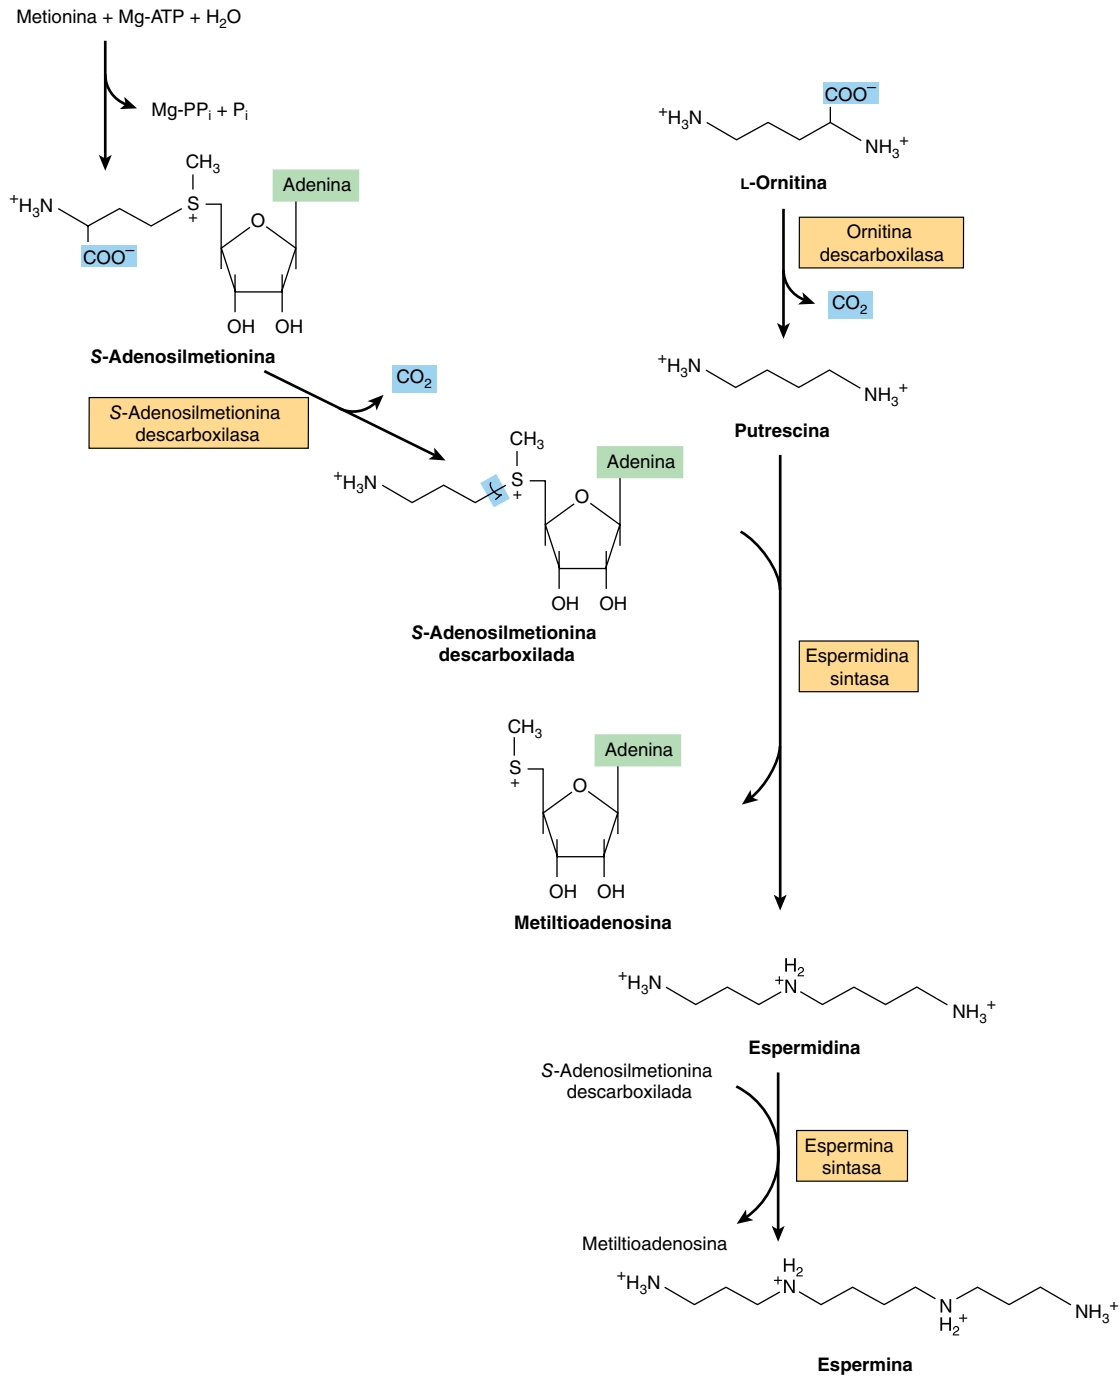 Metionina + Mg-ATP + H₂O
Mg-PPᵢ + Pᵢ
CH₃
Adenina
⁺H₃N
S
+
O
COO⁻
OH OH
S-Adenosilmetionina
CO₂
S-Adenosilmetionina
descarboxilasa
COO⁻
⁺H₃N
NH₃⁺
L-Ornitina
Ornitina
descarboxilasa
CO₂
⁺H₃N
NH₃⁺
Putrescina
CH₃
Adenina
⁺H₃N
S
+
O
OH OH
S-Adenosilmetionina
descarboxilada
Espermidina
sintasa
CH₃
Adenina
S
+
O
OH OH
Metiltioadenosina
H₂
⁺H₃N
⁺N
NH₃⁺
Espermidina
S-Adenosilmetionina
descarboxilada
Espermina
sintasa
Metiltioadenosina
H₂
⁺H₃N
⁺N
N
H₂⁺
NH₃⁺
Espermina